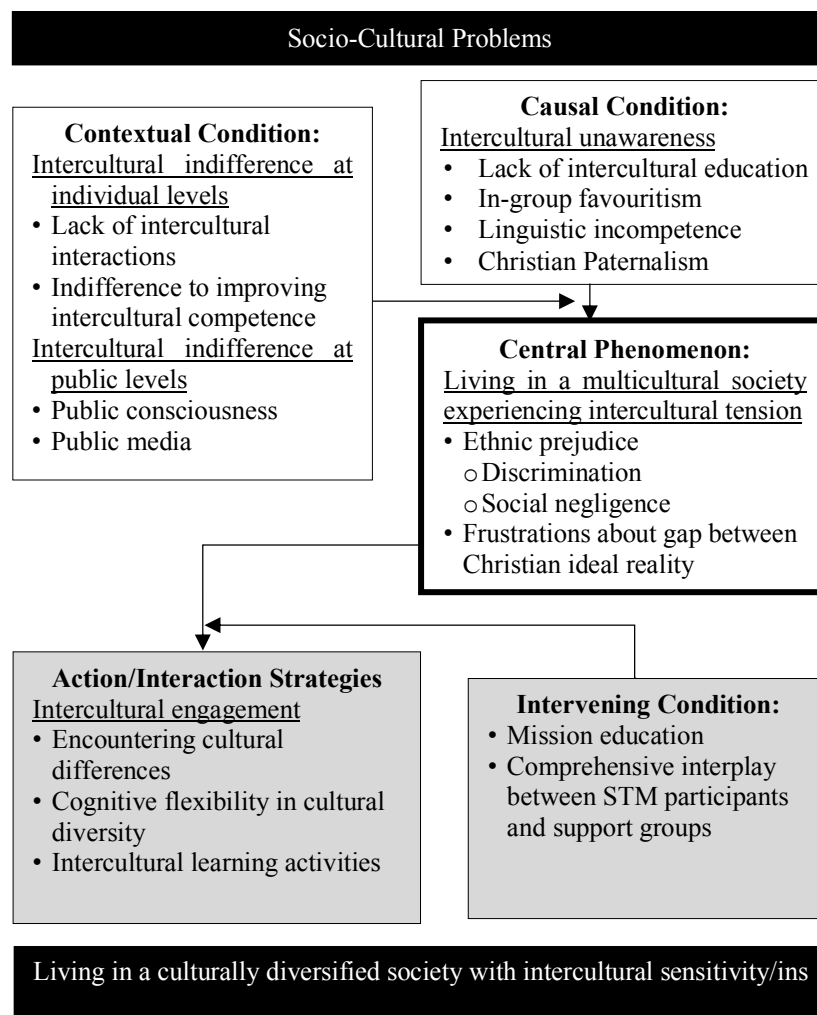 Socio-Cultural Problems
Contextual Condition:
Intercultural indifference at
individual levels
• Lack of intercultural
interactions
• Indifference to improving
intercultural competence
Intercultural indifference at
public levels
• Public consciousness
• Public media
Causal Condition:
Intercultural unawareness
• Lack of intercultural education
• In-group favouritism
• Linguistic incompetence
• Christian Paternalism
Central Phenomenon:
Living in a multicultural society
experiencing intercultural tension
• Ethnic prejudice
o Discrimination
o Social negligence
• Frustrations about gap between
Christian ideal reality
Action/Interaction Strategies
Intercultural engagement
• Encountering cultural
differences
• Cognitive flexibility in cultural
diversity
• Intercultural learning activities
Intervening Condition:
• Mission education
• Comprehensive interplay
between STM participants
and support groups
Living in a culturally diversified society with intercultural sensitivity/ins